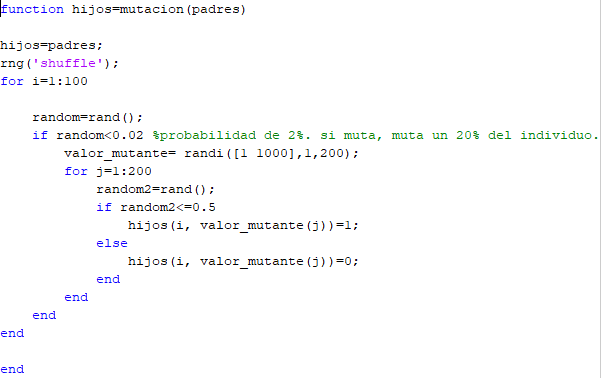 function hijos=mutacion(padres)
hijos=padres;
rng('shuffle');
for i=1:100
random=rand();
if random<0.02 %probabilidad de 2%. si muta, muta un 20% del individuo.
valor_mutante= randi([1 1000],1,200);
for j=1:200
random2=rand();
if random2<=0.5
hijos(i, valor_mutante(j))=1;
else
hijos(i, valor_mutante(j))=0;
end
end
end
end
end